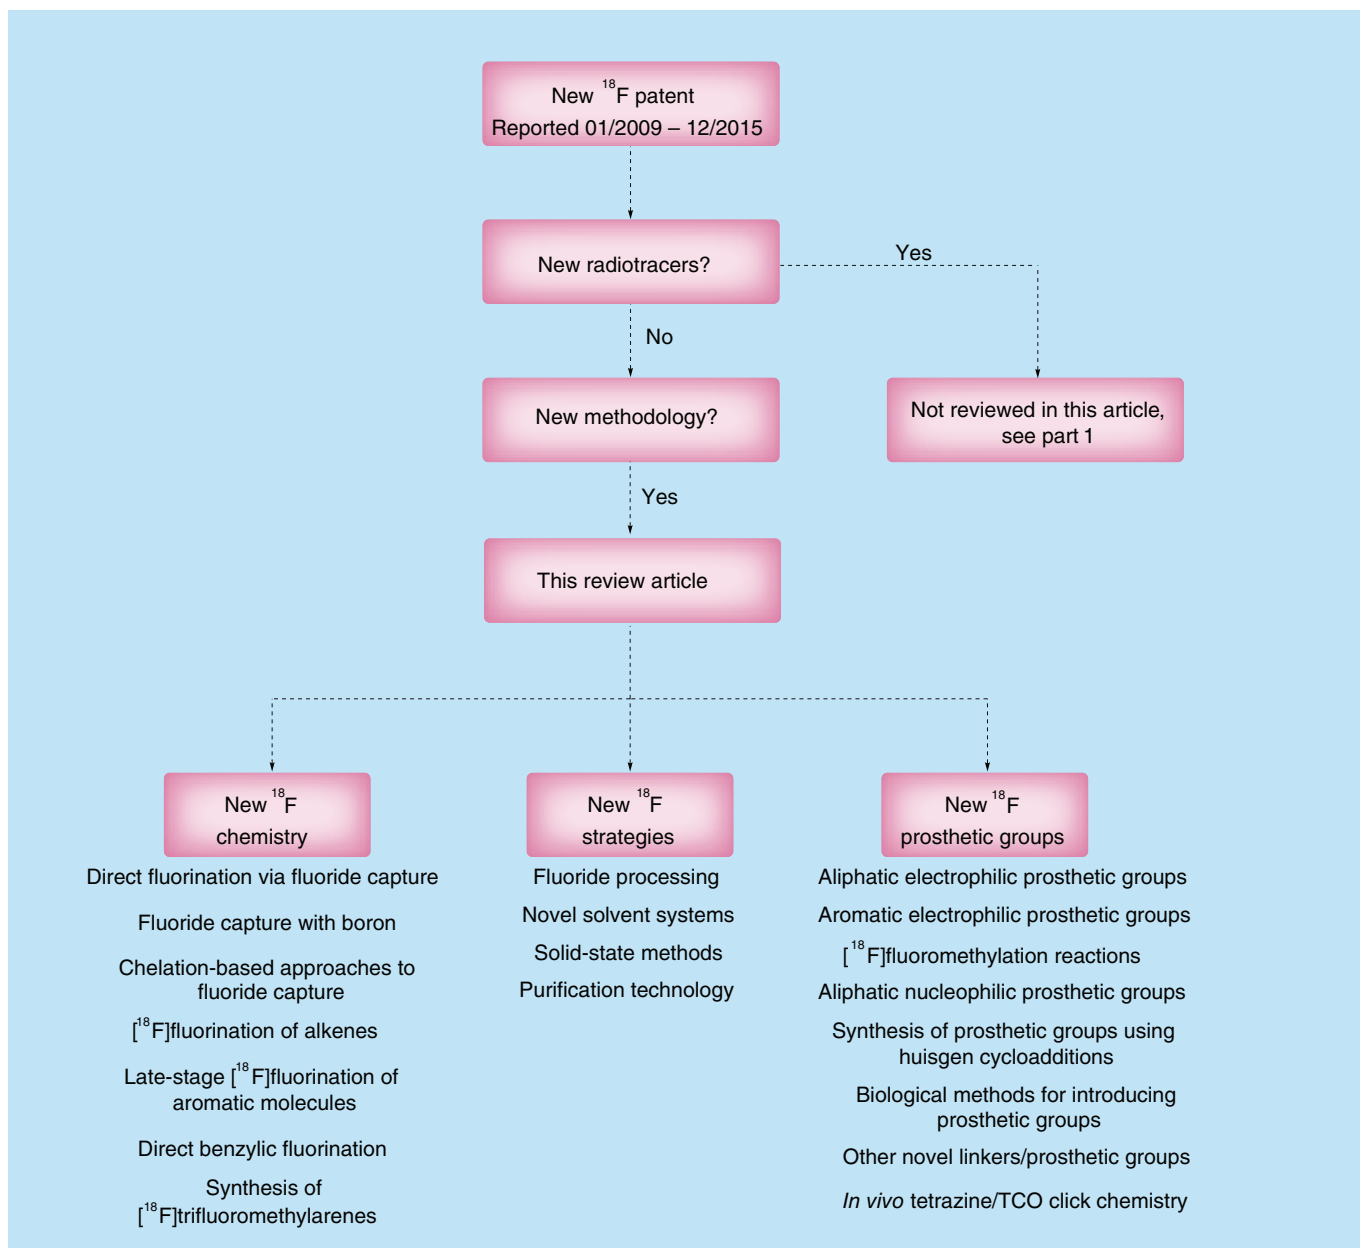 New ¹⁸F patent
Reported 01/2009 – 12/2015
New radiotracers?
Yes
No
New methodology?
Not reviewed in this article,
see part 1
Yes
This review article
New ¹⁸F
chemistry
Direct fluorination via fluoride capture
Fluoride capture with boron
Chelation-based approaches to
fluoride capture
[¹⁸F]fluorination of alkenes
Late-stage [¹⁸F]fluorination of
aromatic molecules
Direct benzylic fluorination
Synthesis of
[¹⁸F]trifluoromethylarenes
New ¹⁸F
strategies
Fluoride processing
Novel solvent systems
Solid-state methods
Purification technology
New ¹⁸F
prosthetic groups
Aliphatic electrophilic prosthetic groups
Aromatic electrophilic prosthetic groups
[¹⁸F]fluoromethylation reactions
Aliphatic nucleophilic prosthetic groups
Synthesis of prosthetic groups using
huisgen cycloadditions
Biological methods for introducing
prosthetic groups
Other novel linkers/prosthetic groups
In vivo tetrazine/TCO click chemistry